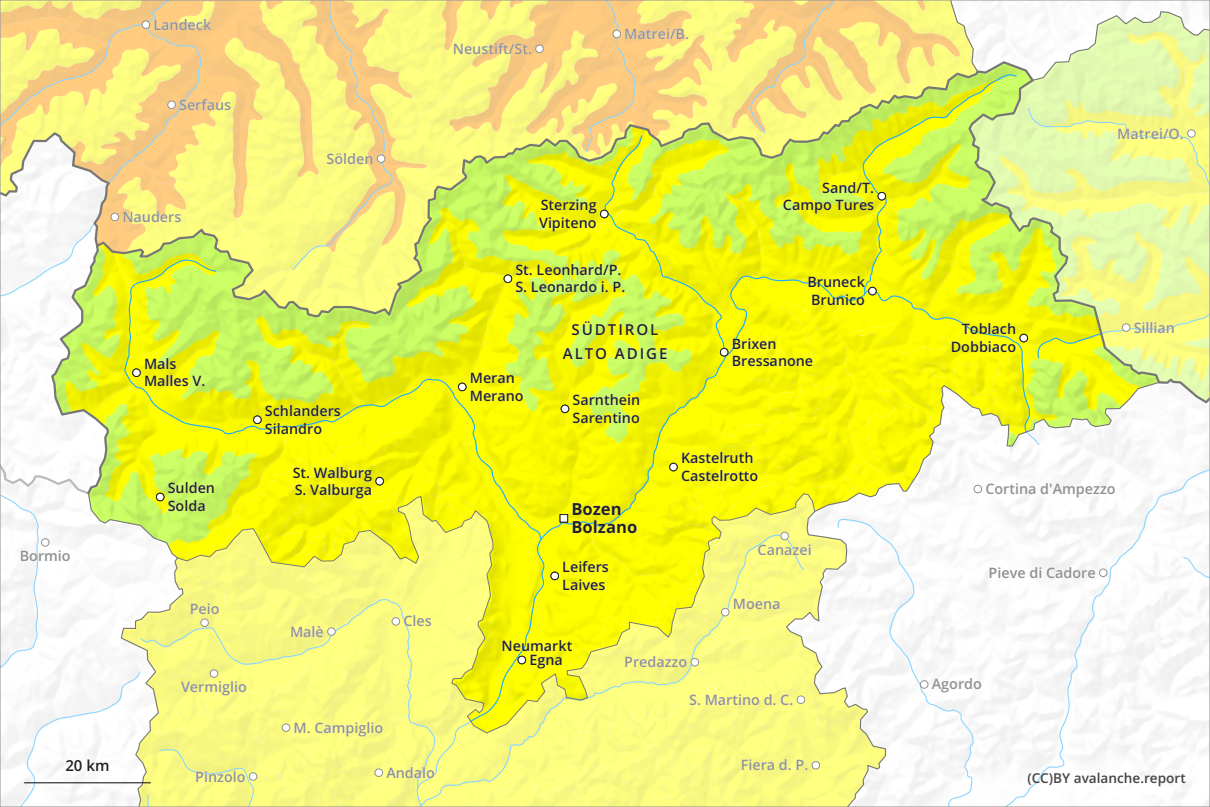 Landeck
Neustift/St.
Matrei/B.
Serfaus
Matrei/O.
Sölden
Nauders
Sterzing
Vipiteno
Sand/T.
Campo Tures
St. Leonhard/P.
S. Leonardo i. P.
Bruneck
Brunico
SÜDTIROL
ALTO ADIGE
Toblach
Dobbiaco
Sillian
Brixen
Bressanone
Mals
Malles V.
Meran
Merano
Schlanders
Silandro
Sarnthein
Sarentino
St. Walburg
S. Valburga
Kastelruth
Castelrotto
Sulden
Solda
Cortina d'Ampezzo
Bozen
Bolzano
Bormio
Canazei
Leifers
Laives
Pieve di Cadore
Peio
Moena
Malè
Cles
Neumarkt
Egna
Predazzo
Vermiglio
Agordo
S. Martino d. C.
M. Campiglio
Fiera d. P.
20 km
Pinzolo
Andalo
(CC)BY avalanche.report